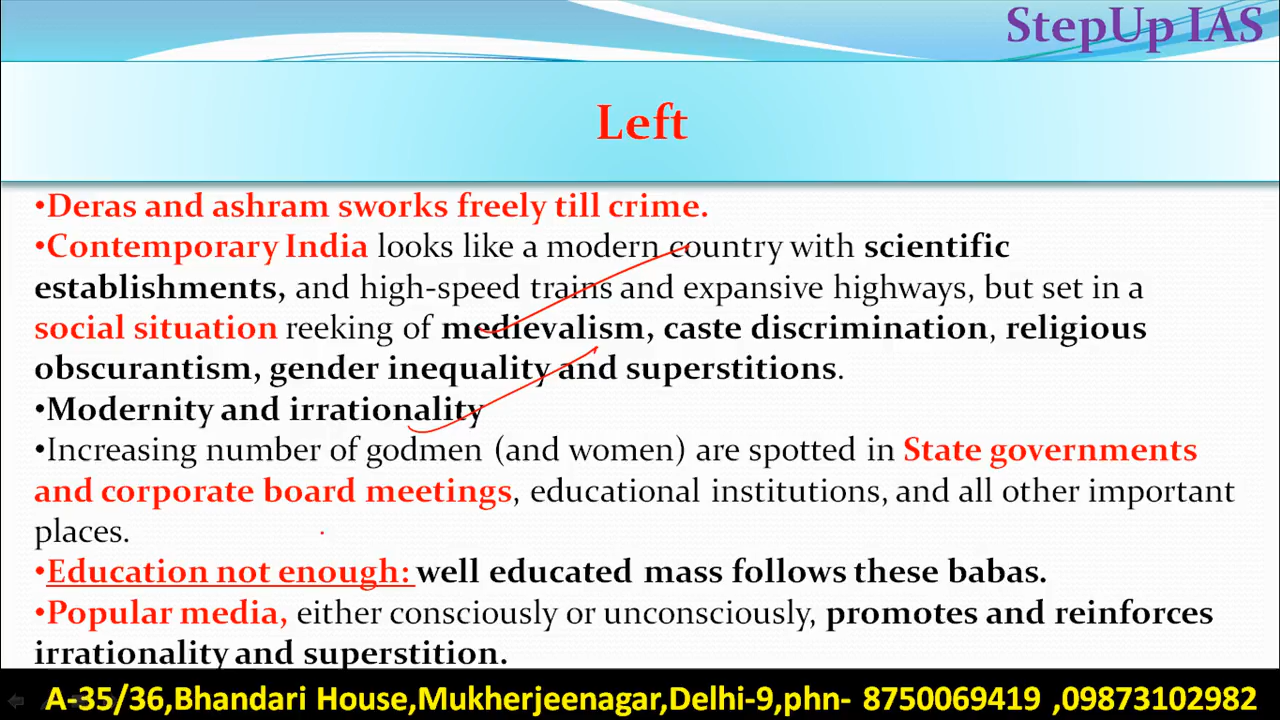 StepUp IAS
Left
•Deras and ashram sworks freely till crime.
•Contemporary India looks like a modern country with scientific
establishments, and high-speed trains and expansive highways, but set in a
social situation reeking of medievalism, caste discrimination, religious
obscurantism, gender inequality and superstitions.
•Modernity and irrationality
•Increasing number of godmen (and women) are spotted in State governments
and corporate board meetings, educational institutions, and all other important
places.
•Education not enough: well educated mass follows these babas.
•Popular media, either consciously or unconsciously, promotes and reinforces
irrationality and superstition.
A-35/36,Bhandari House,Mukherjeenagar,Delhi-9,phn- 8750069419 ,09873102982